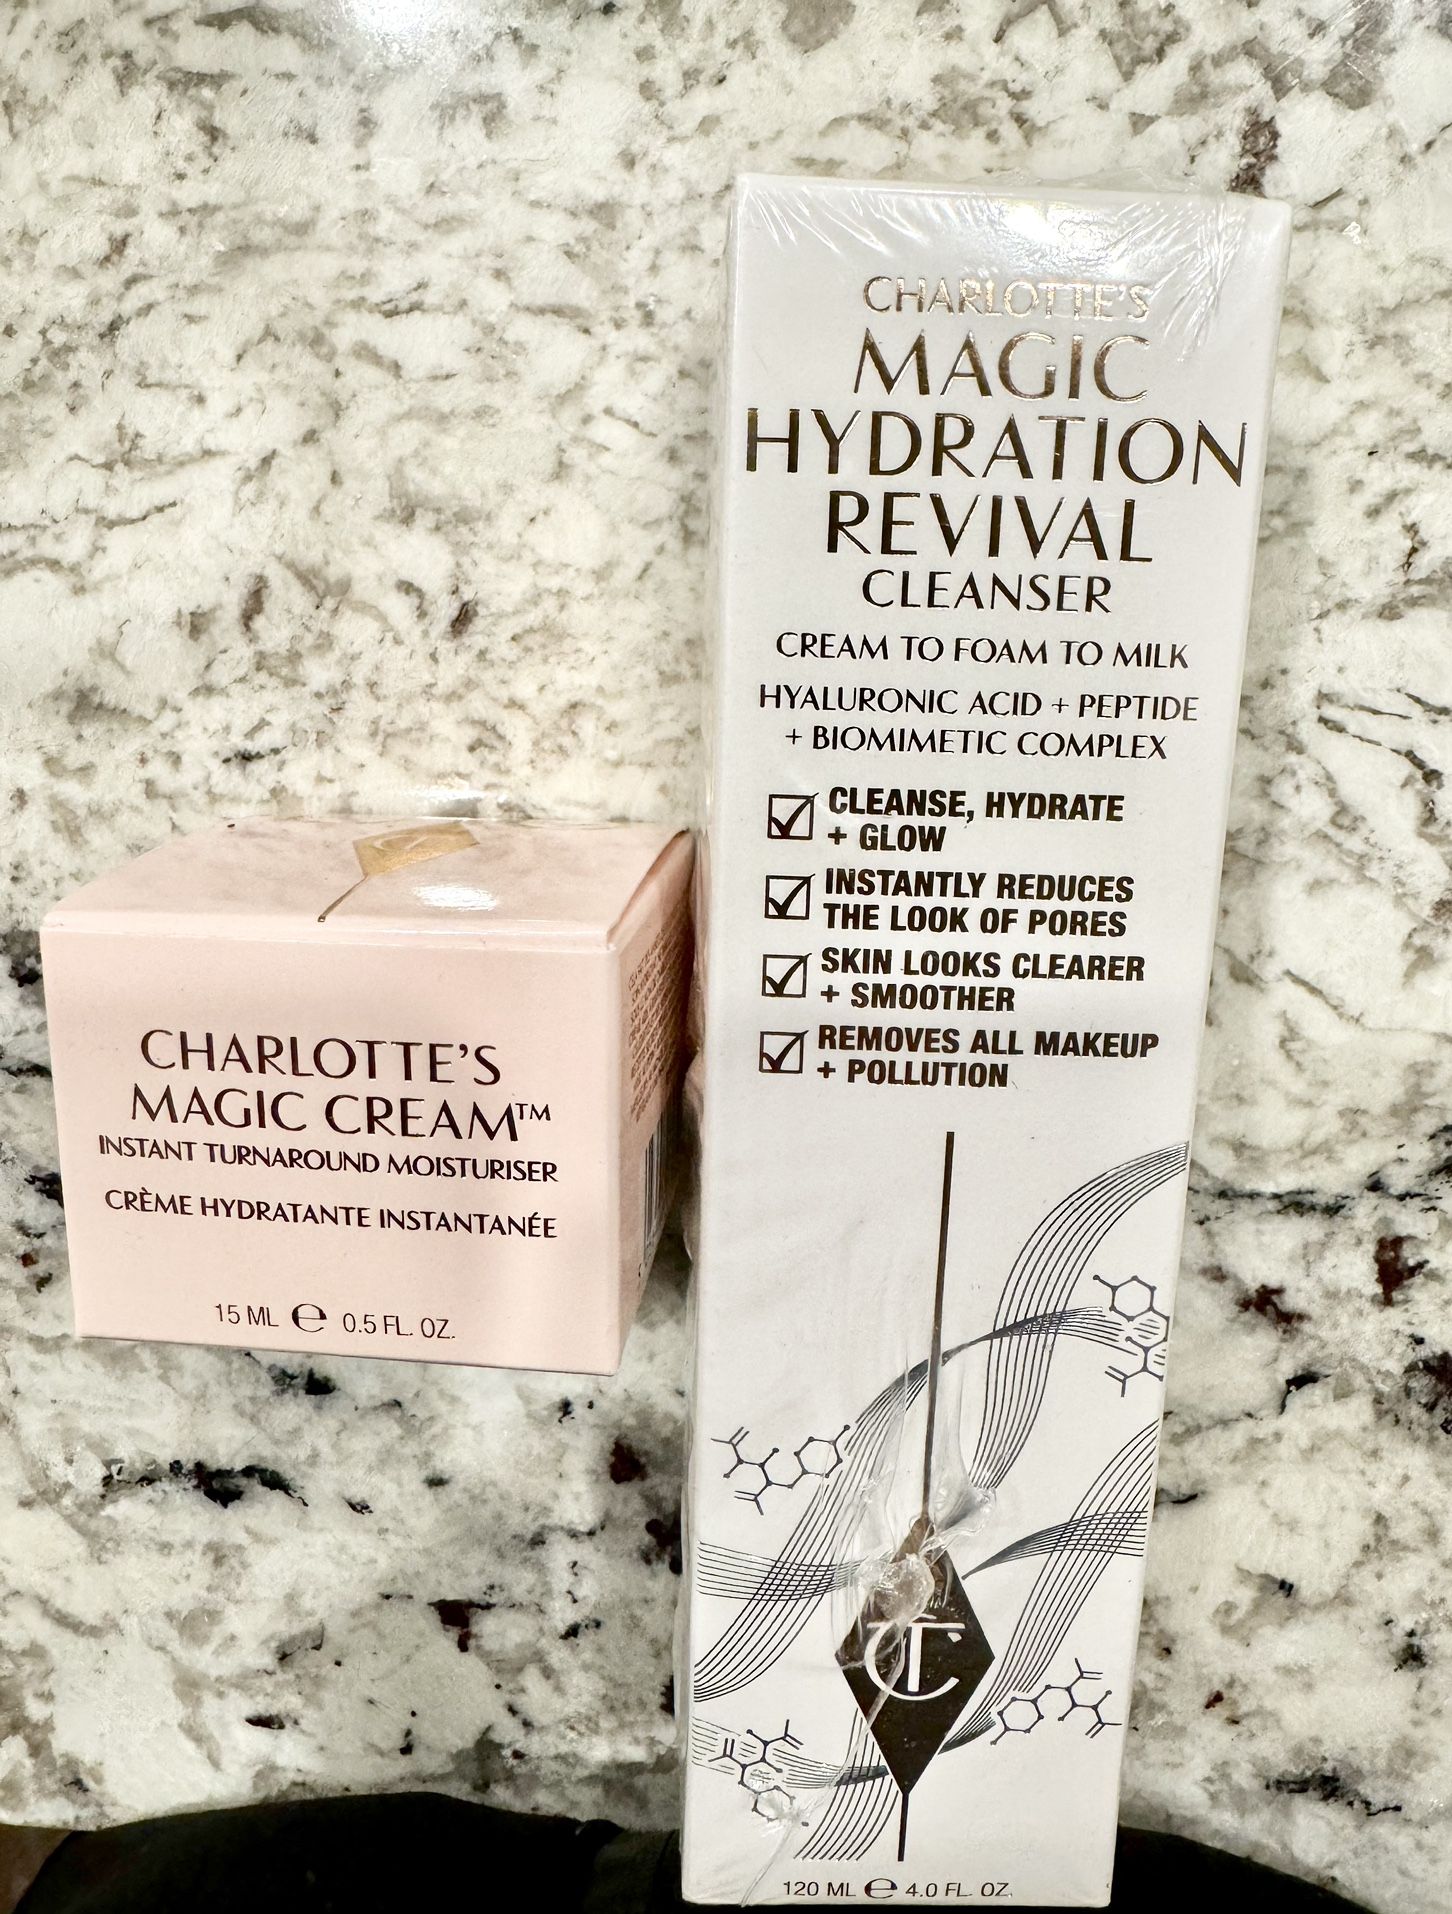 CHARLOTTE'S
MAGIC CREAM™
INSTANT TURNAROUND MOISTURISER
CRÈME HYDRATANTE INSTANTANÉE
15 ML ℮ 0.5 FL. OZ.
CHARLOTTE'S
MAGIC
HYDRATION
REVIVAL
CLEANSER
CREAM TO FOAM TO MILK
HYALURONIC ACID + PEPTIDE
+ BIOMIMETIC COMPLEX
CLEANSE, HYDRATE
+ GLOW
INSTANTLY REDUCES
THE LOOK OF PORES
SKIN LOOKS CLEARER
+ SMOOTHER
REMOVES ALL MAKEUP
+ POLLUTION
CT
120 ML ℮ 4.0 FL. OZ.